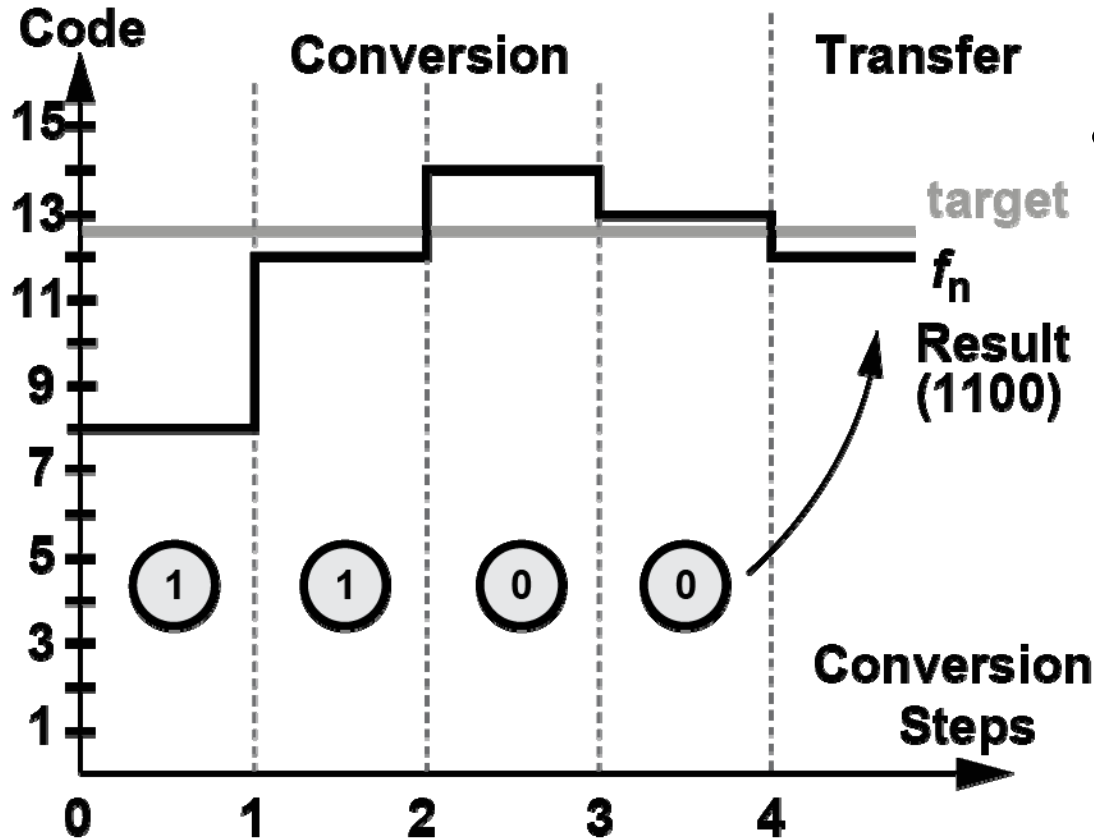 Code
Conversion
Transfer
15
13
11
9
7
5
3
1
target
fn
Result
(1100)
1
1
0
0
Conversion
Steps
0
1
2
3
4